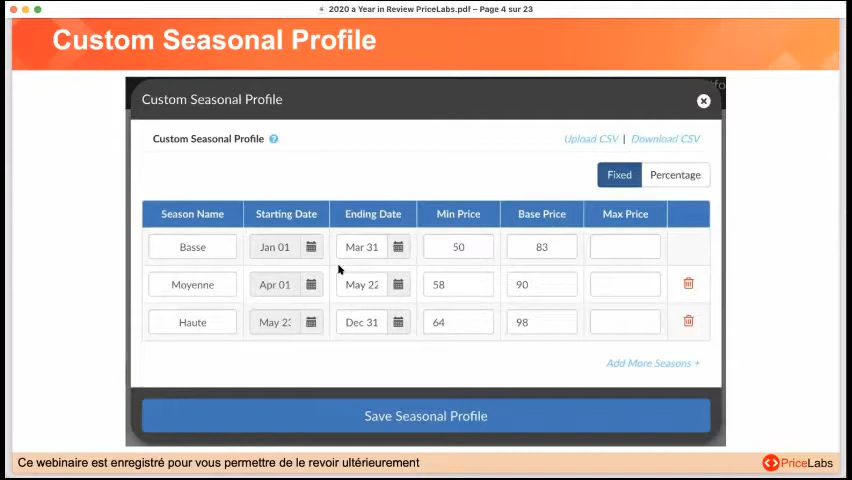 2020 a Year in Review PriceLabs.pdf – Page 4 sur 23
Custom Seasonal Profile
Custom Seasonal Profile
Custom Seasonal Profile ?
Upload CSV | Download CSV
Fixed Percentage
Season Name Starting Date Ending Date Min Price Base Price Max Price
Basse Jan 01 Mar 31 50 83
Moyenne Apr 01 May 22 58 90
Haute May 23 Dec 31 64 98
Add More Seasons +
Save Seasonal Profile
Ce webinaire est enregistré pour vous permettre de le revoir ultérieurement
PriceLabs